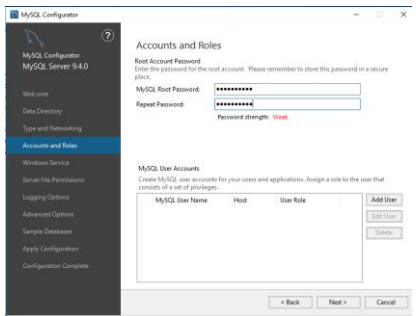 MySQL Configurator
MySQL Configurator
MySQL Server 9.4.0
Welcome
Data Directory
Type and Networking
Accounts and Roles
Windows Service
Server File Permissions
Logging Options
Advanced Options
Sample Databases
Apply Configuration
Configuration Complete
Accounts and Roles
Root Account Password
Enter the password for the root account. Please remember to store this password in a secure
place.
MySQL Root Password:
Repeat Password:
Password strength: Weak
MySQL User Accounts
Create MySQL user accounts for your users and applications. Assign a role to the user that
consists of a set of privileges.
MySQL User Name Host User Role
Add User
Edit User
Delete
< Back Next > Cancel